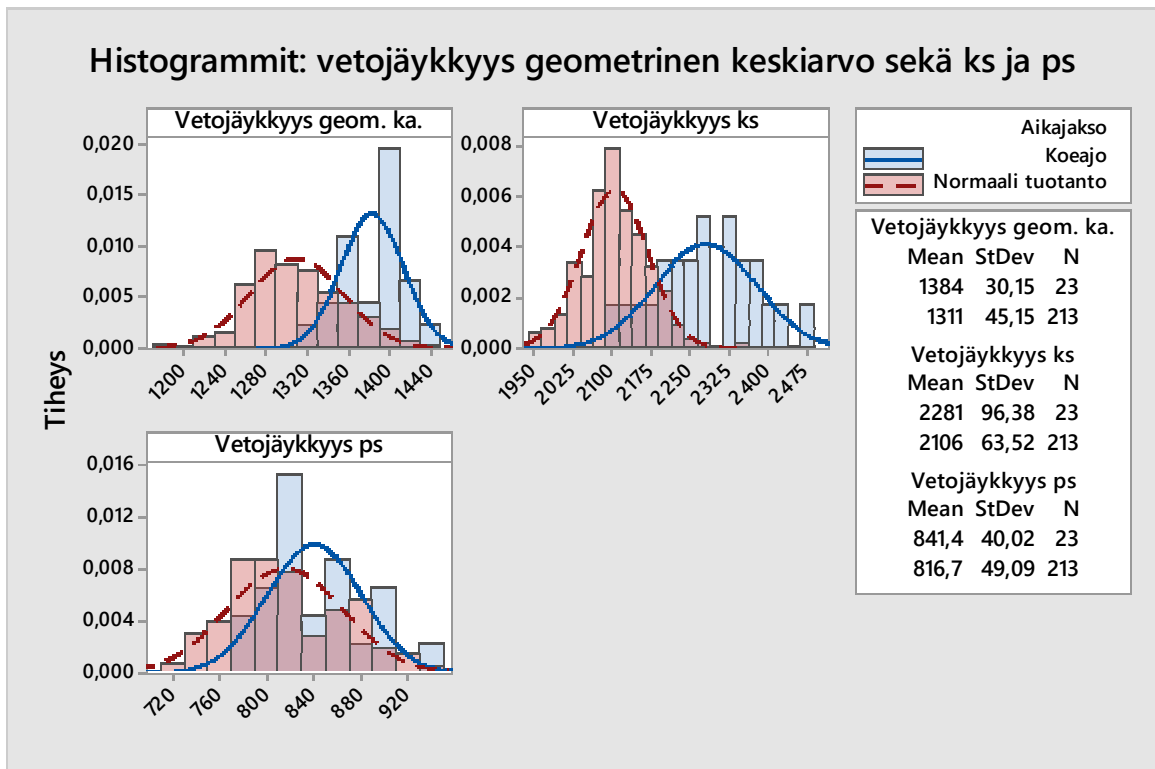 Histogrammit: vetojäykkyys geometrinen keskiarvo sekä ks ja ps
Tiheys
Vetojäykkyys geom. ka.
0,020
0,015
0,010
0,005
0,000
1200 1240 1280 1320 1360 1400 1440
Vetojäykkyys ks
0,008
0,006
0,004
0,002
0,000
1950 2025 2100 2175 2250 2325 2400 2475
Vetojäykkyys ps
0,016
0,012
0,008
0,004
0,000
720 760 800 840 880 920
Aikajakso
Koeajo
Normaali tuotanto
Vetojäykkyys geom. ka.
Mean StDev N
1384 30,15 23
1311 45,15 213
Vetojäykkyys ks
Mean StDev N
2281 96,38 23
2106 63,52 213
Vetojäykkyys ps
Mean StDev N
841,4 40,02 23
816,7 49,09 213